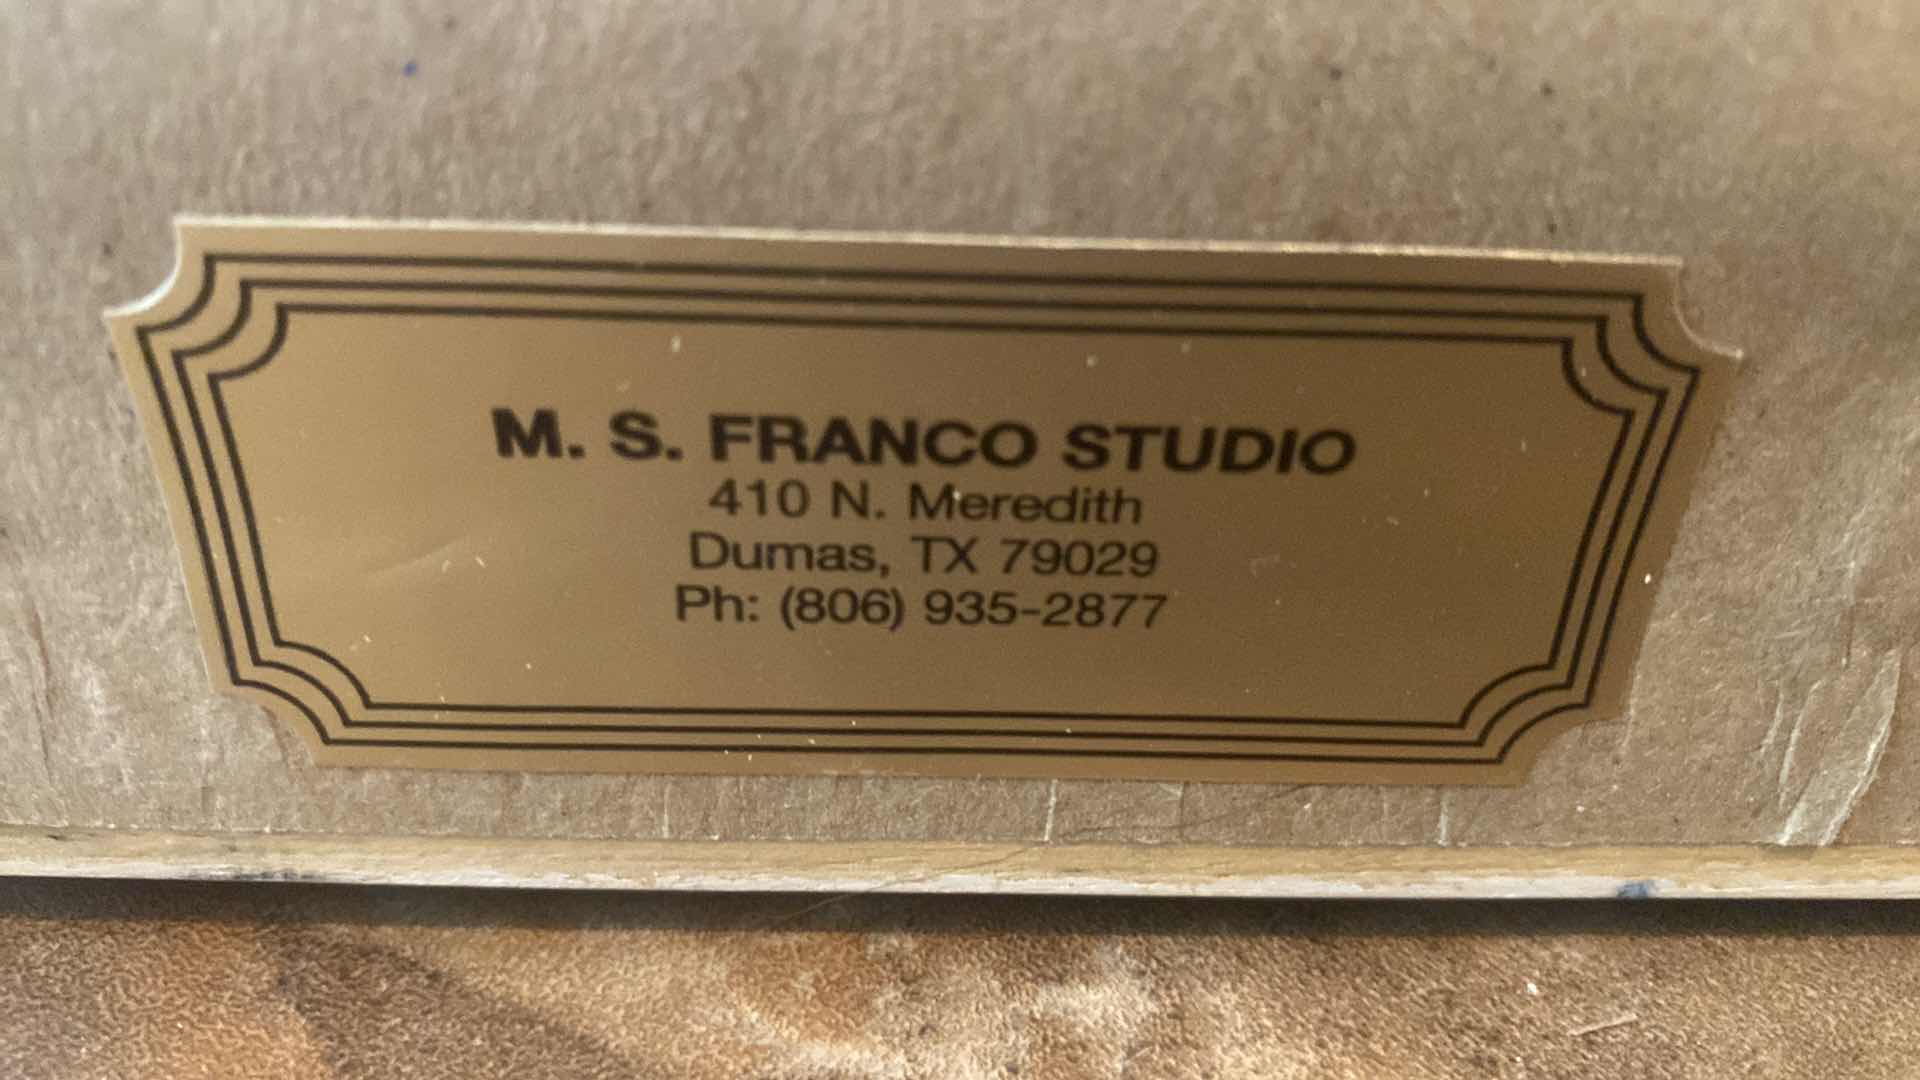 M. S. FRANCO STUDIO
410 N. Meredith
Dumas, TX 79029
Ph: (806) 935-2877